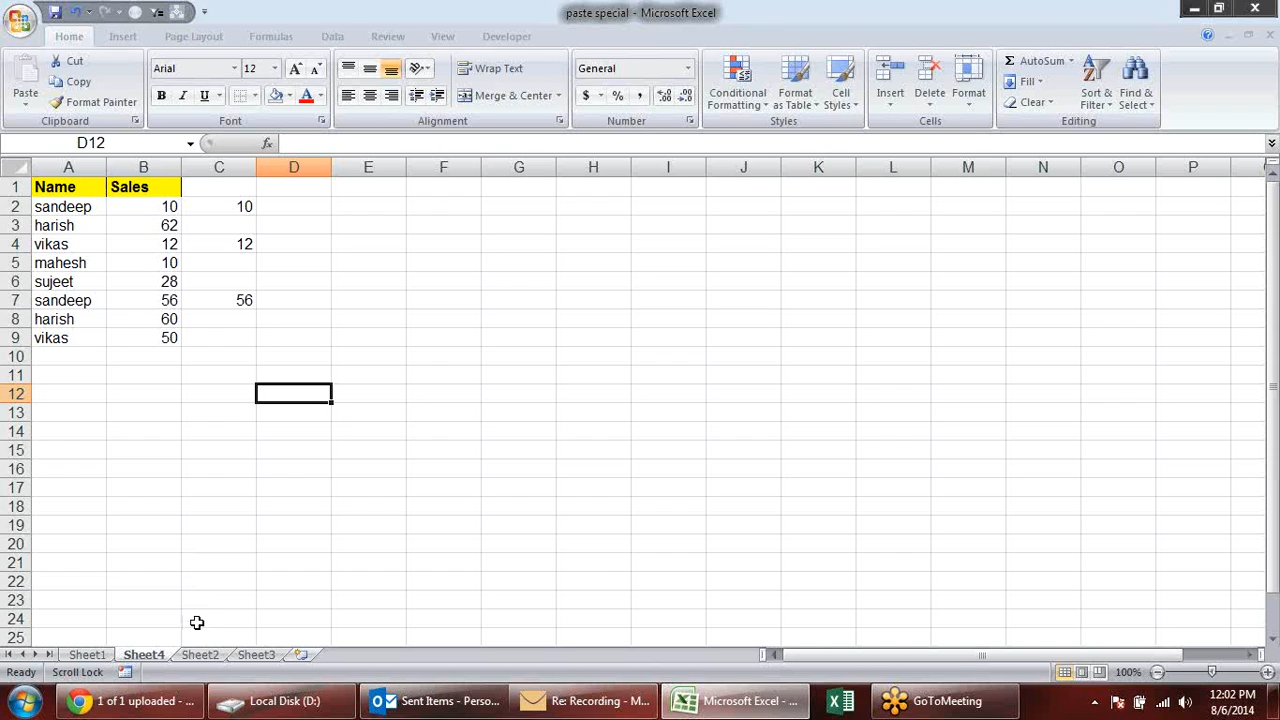 paste special - Microsoft Excel
Home Insert Page Layout Formulas Data Review View Developer
Paste
Cut
Copy
Format Painter
Clipboard
Arial 12
B I U A
Font
Wrap Text
Merge & Center
Alignment
General
$ % ,
Number
Conditional Formatting
Format as Table
Cell Styles
Styles
Insert Delete Format
Cells
AutoSum
Fill
Clear
Sort & Filter
Find & Select
Editing
D12 fx
A B C D E F G H I J K L M N O P
1 Name Sales
2 sandeep 10 10
3 harish 62
4 vikas 12 12
5 mahesh 10
6 sujeet 28
7 sandeep 56 56
8 harish 60
9 vikas 50
10
11
12
13
14
15
16
17
18
19
20
21
22
23
24
25
Sheet1 Sheet4 Sheet2 Sheet3
Ready Scroll Lock 100%
1 of 1 uploaded - ... Local Disk (D:) Sent Items - Perso... Re: Recording - M... Microsoft Excel - ... GoToMeeting
12:02 PM
8/6/2014